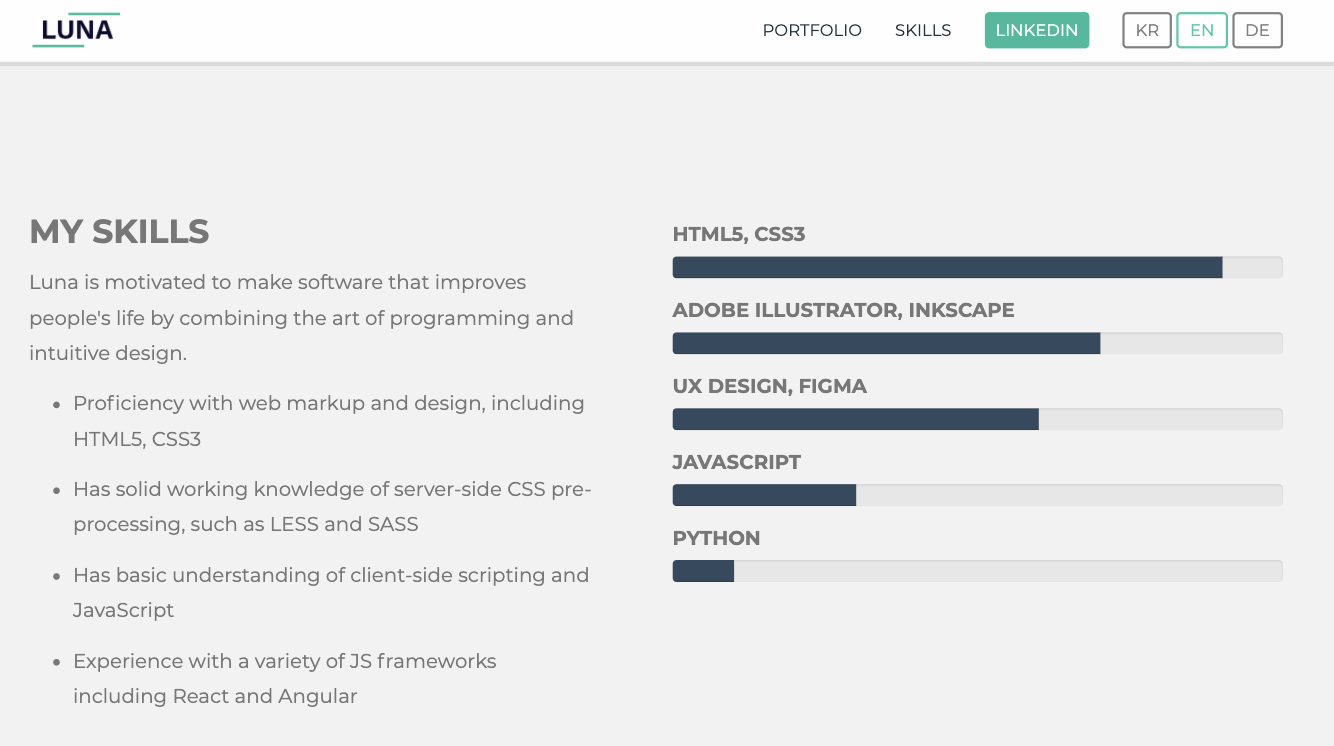 LUNA
PORTFOLIO SKILLS LINKEDIN KR EN DE
MY SKILLS
Luna is motivated to make software that improves
people's life by combining the art of programming and
intuitive design.
• Proficiency with web markup and design, including
HTML5, CSS3
• Has solid working knowledge of server-side CSS pre-
processing, such as LESS and SASS
• Has basic understanding of client-side scripting and
JavaScript
• Experience with a variety of JS frameworks
including React and Angular
HTML5, CSS3
ADOBE ILLUSTRATOR, INKSCAPE
UX DESIGN, FIGMA
JAVASCRIPT
PYTHON